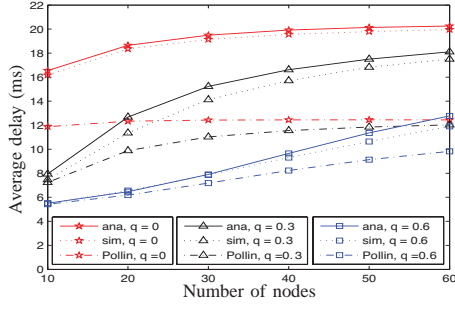 22
20
18
16
14
12
10
8
6
4
2
0
Average delay (ms)
ana, q = 0
sim, q = 0
Pollin, q=0
ana, q = 0.3
sim, q = 0.3
Pollin, q =0.3
ana, q = 0.6
sim, q = 0.6
Pollin, q=0.6
10 20 30 40 50 60
Number of nodes